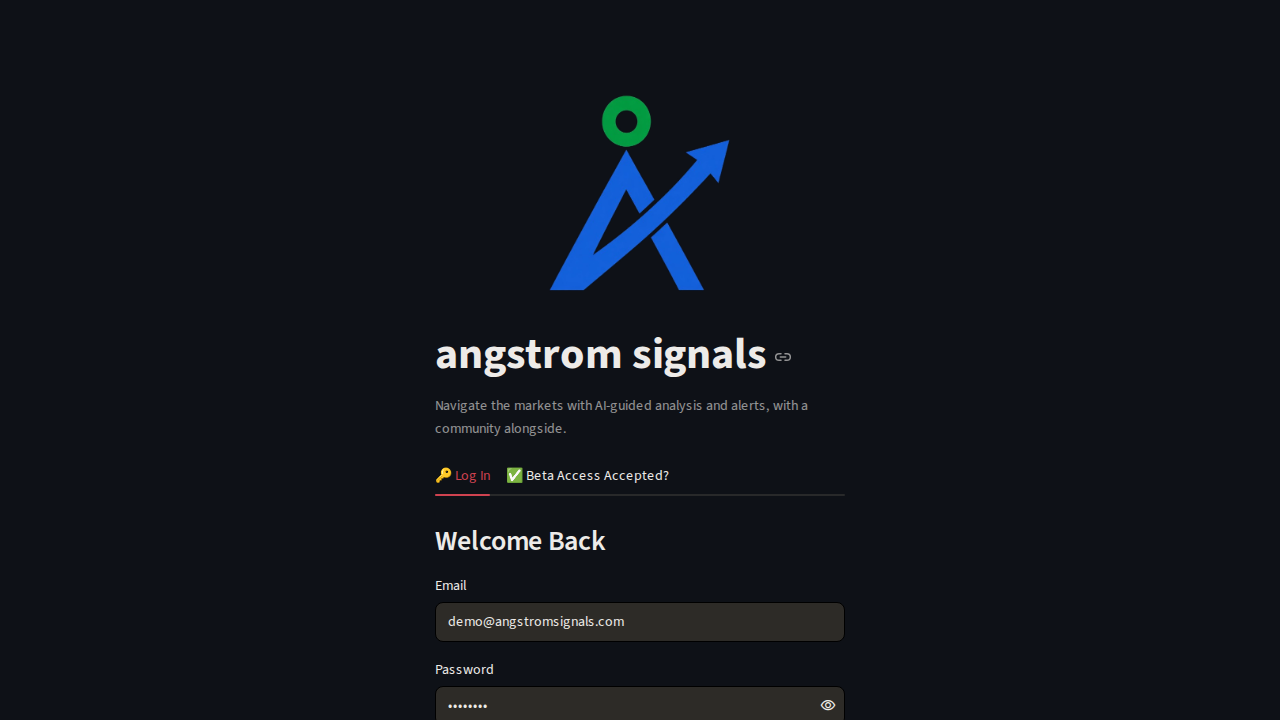 angstrom signals
Navigate the markets with AI-guided analysis and alerts, with a
community alongside.
🔑 Log In
✅ Beta Access Accepted?
Welcome Back
Email
demo@angstromsignals.com
Password
••••••••